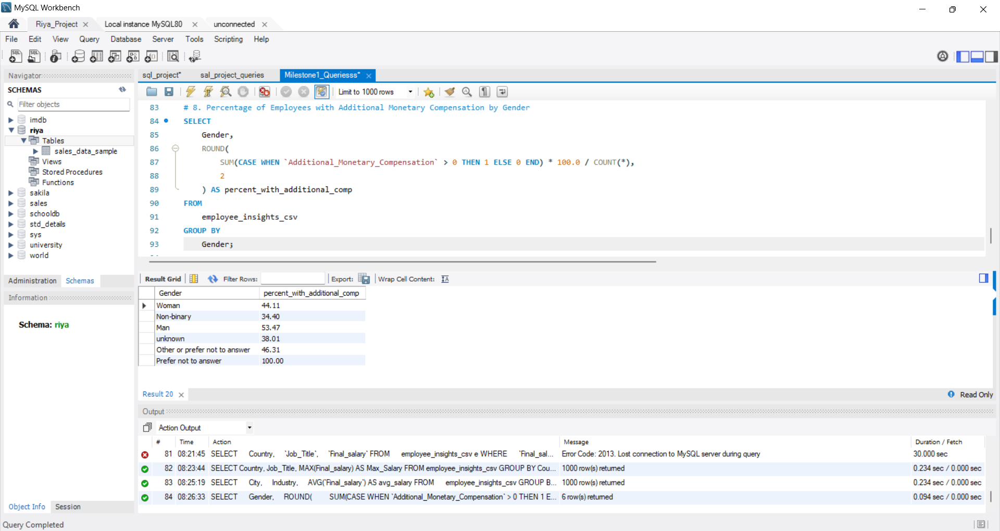 MySQL Workbench
Riya_Project
Local instance MySQL80
unconnected
File Edit View Query Database Server Tools Scripting Help
Navigator
SCHEMAS
Filter objects
imdb
riya
Tables
sales_data_sample
Views
Stored Procedures
Functions
sakila
sales
schooldb
std_details
sys
university
world
Administration Schemas
Information
Schema: riya
Object Info Session
Query Completed
sql_project* sal_project_queries Milestone1_Queriesss*
Limit to 1000 rows
83 # 8. Percentage of Employees with Additional Monetary Compensation by Gender
84 SELECT
85 Gender,
86 ROUND(
87 SUM(CASE WHEN `Additional_Monetary_Compensation` > 0 THEN 1 ELSE 0 END) * 100.0 / COUNT(*),
88 2
89 ) AS percent_with_additional_comp
90 FROM
91 employee_insights_csv
92 GROUP BY
93 Gender;
Result Grid Filter Rows: Export: Wrap Cell Content:
Gender percent_with_additional_comp
Woman 44.11
Non-binary 34.40
Man 53.47
unknown 38.01
Other or prefer not to answer 46.31
Prefer not to answer 100.00
Result 20
Read Only
Output
Action Output
# Time Action Message Duration / Fetch
81 08:21:45 SELECT Country, `Job_Title`, `Final_salary` FROM employee_insights_csv e WHERE `Final_sal... Error Code: 2013. Lost connection to MySQL server during query 30.000 sec
82 08:23:44 SELECT Country, Job_Title, MAX(Final_salary) AS Max_Salary FROM employee_insights_csv GROUP BY Cou... 1000 row(s) returned 0.234 sec / 0.000 sec
83 08:25:19 SELECT City, Industry, AVG(`Final_salary`) AS avg_salary FROM employee_insights_csv GROUP B... 1000 row(s) returned 0.234 sec / 0.000 sec
84 08:26:33 SELECT Gender, ROUND( SUM(CASE WHEN `Additional_Monetary_Compensation` > 0 THEN 1 E... 6 row(s) returned 0.094 sec / 0.000 sec